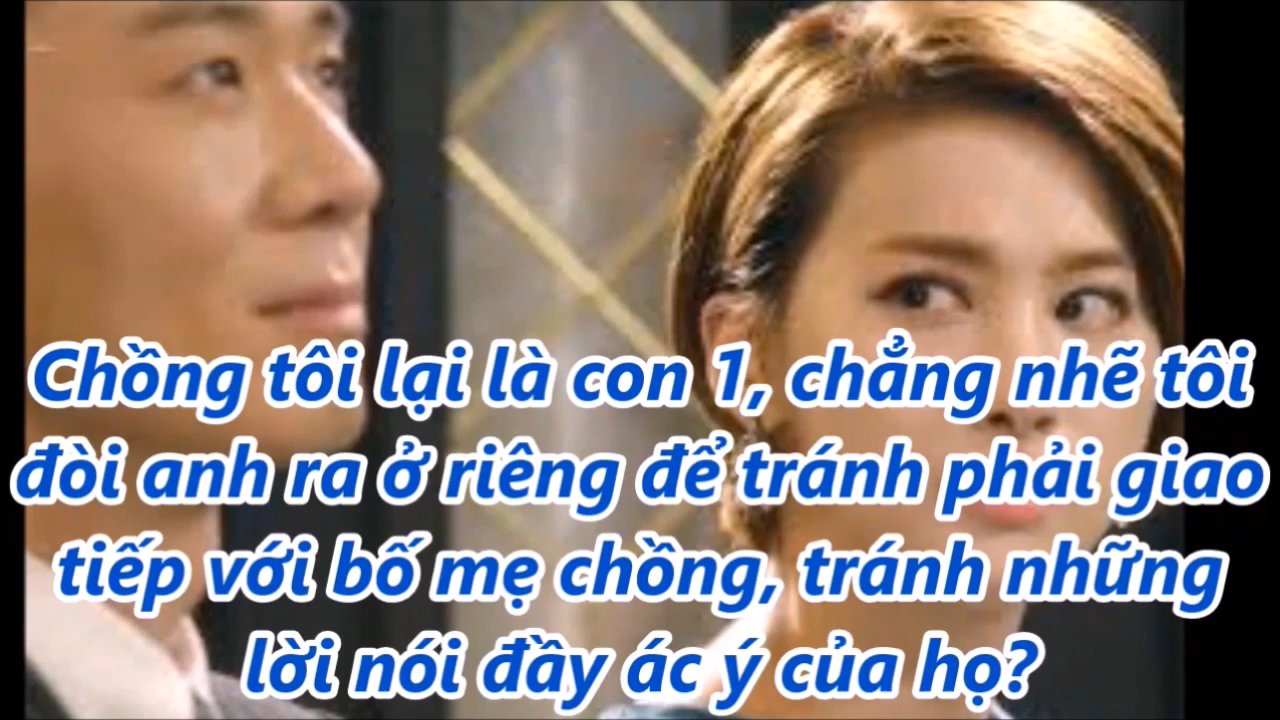 Chồng tôi lại là con 1, chẳng nhẽ tôi
đòi anh ra ở riêng để tránh phải giao
tiếp với bố mẹ chồng, tránh những
lời nói đầy ác ý của họ?